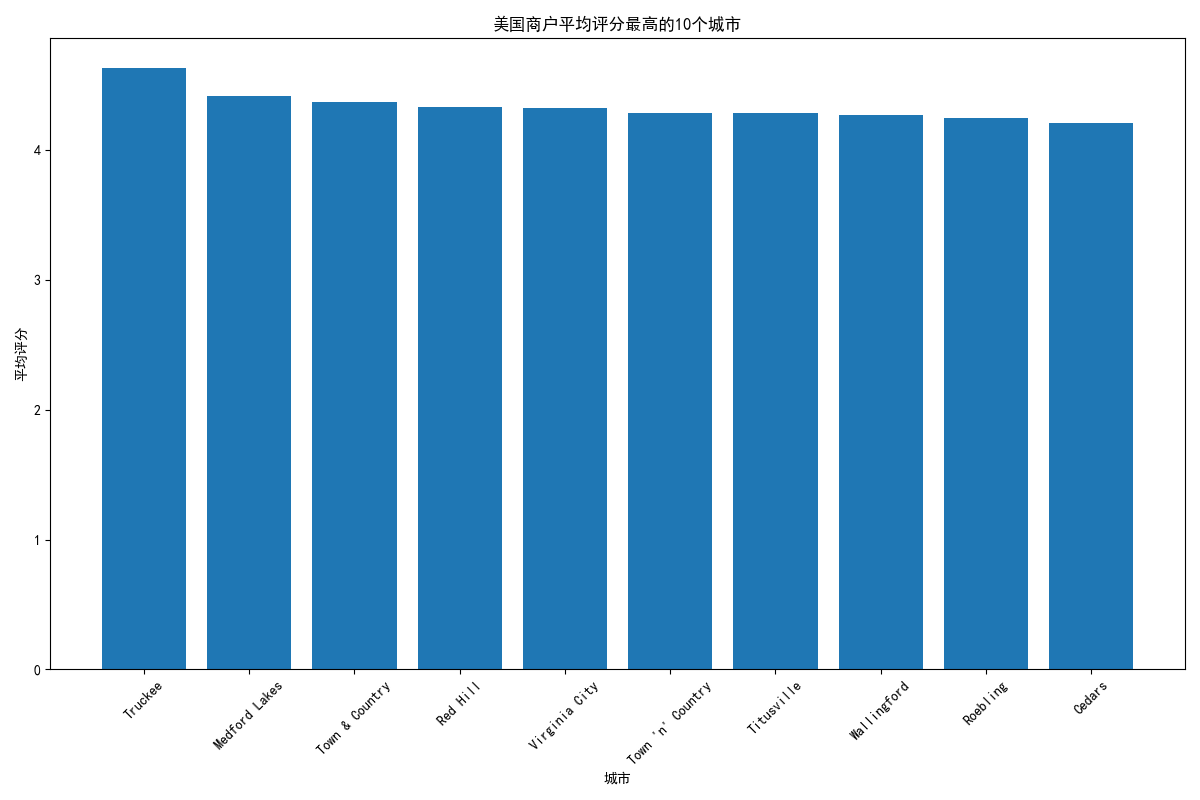 美国商户平均评分最高的10个城市
平均评分
4
3
2
1
0
Truckee
Medford Lakes
Town & Country
Red Hill
Virginia City
Town 'n' Country
Titusville
Wallingford
Roebling
Cedars
城市